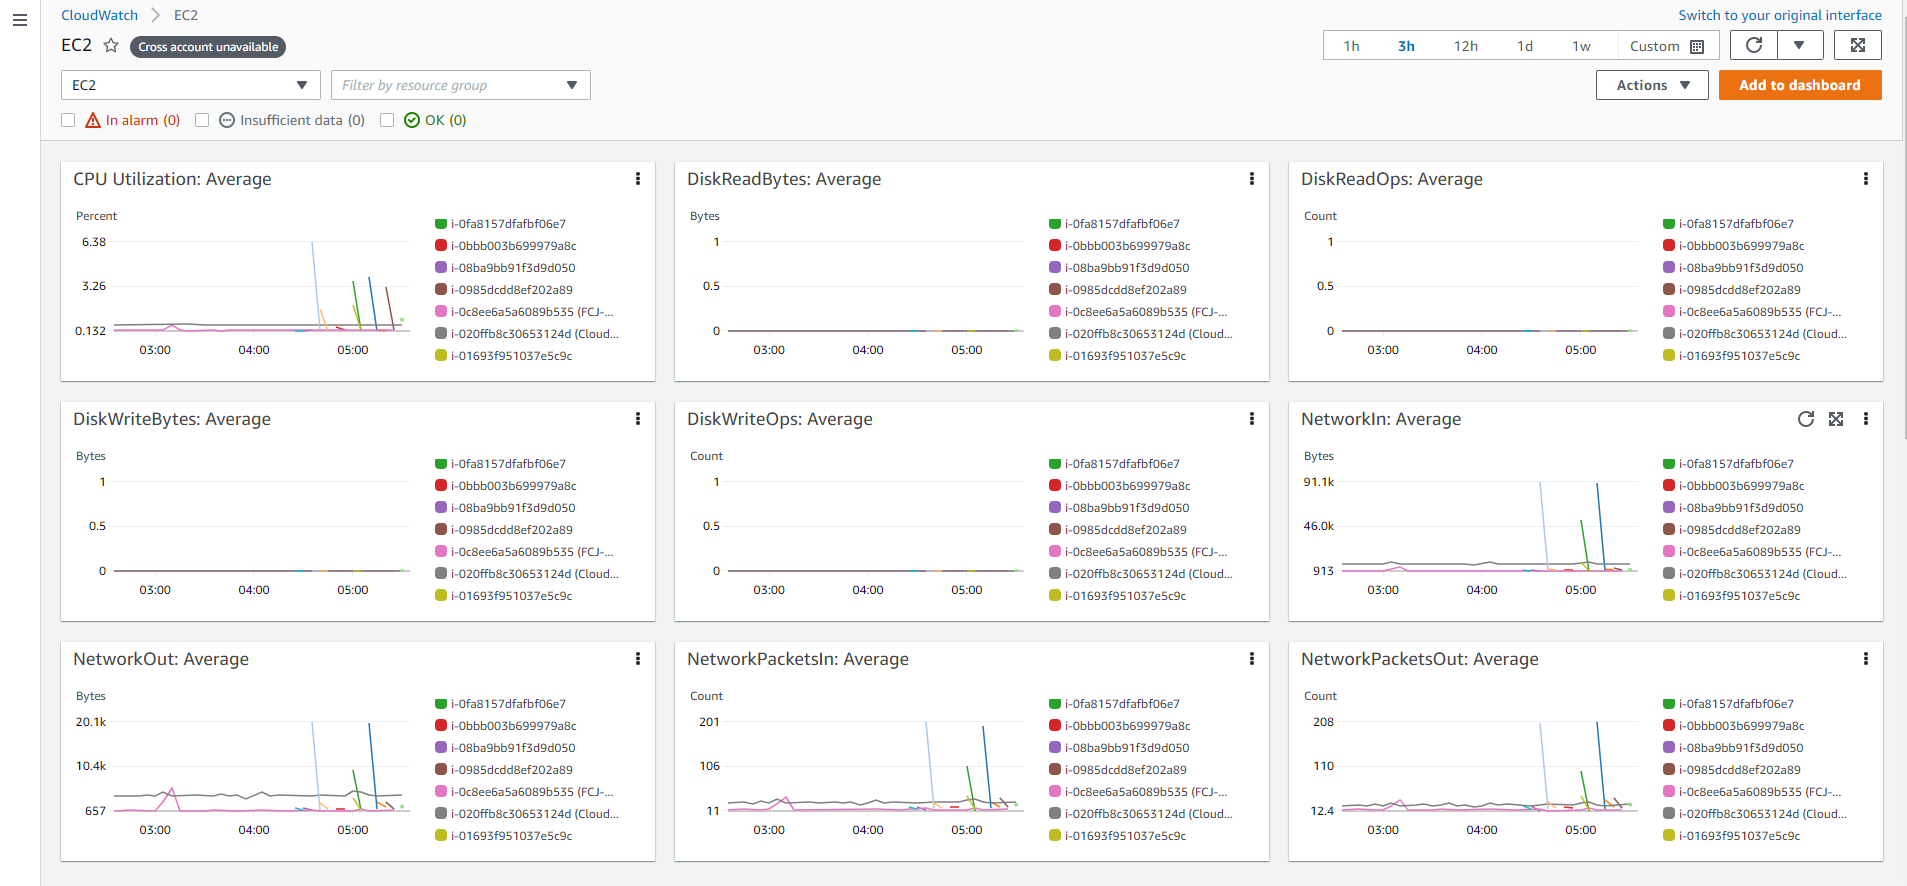 CloudWatch > EC2
Switch to your original interface
EC2 Cross account unavailable
1h 3h 12h 1d 1w Custom
EC2 Filter by resource group
Actions Add to dashboard
In alarm (0) Insufficient data (0) OK (0)
CPU Utilization: Average
Percent
6.38
3.26
0.132
03:00 04:00 05:00
i-0fa8157dfafbf06e7
i-0bbb003b699979a8c
i-08ba9bb91f3d9d050
i-0985dcdd8ef202a89
i-0c8ee6a5a6089b535 (FCJ-...
i-020ffb8c30653124d (Cloud...
i-01693f951037e5c9c
DiskReadBytes: Average
Bytes
1
0.5
0
03:00 04:00 05:00
i-0fa8157dfafbf06e7
i-0bbb003b699979a8c
i-08ba9bb91f3d9d050
i-0985dcdd8ef202a89
i-0c8ee6a5a6089b535 (FCJ-...
i-020ffb8c30653124d (Cloud...
i-01693f951037e5c9c
DiskReadOps: Average
Count
1
0.5
0
03:00 04:00 05:00
i-0fa8157dfafbf06e7
i-0bbb003b699979a8c
i-08ba9bb91f3d9d050
i-0985dcdd8ef202a89
i-0c8ee6a5a6089b535 (FCJ-...
i-020ffb8c30653124d (Cloud...
i-01693f951037e5c9c
DiskWriteBytes: Average
Bytes
1
0.5
0
03:00 04:00 05:00
i-0fa8157dfafbf06e7
i-0bbb003b699979a8c
i-08ba9bb91f3d9d050
i-0985dcdd8ef202a89
i-0c8ee6a5a6089b535 (FCJ-...
i-020ffb8c30653124d (Cloud...
i-01693f951037e5c9c
DiskWriteOps: Average
Count
1
0.5
0
03:00 04:00 05:00
i-0fa8157dfafbf06e7
i-0bbb003b699979a8c
i-08ba9bb91f3d9d050
i-0985dcdd8ef202a89
i-0c8ee6a5a6089b535 (FCJ-...
i-020ffb8c30653124d (Cloud...
i-01693f951037e5c9c
NetworkIn: Average
Bytes
91.1k
46.0k
913
03:00 04:00 05:00
i-0fa8157dfafbf06e7
i-0bbb003b699979a8c
i-08ba9bb91f3d9d050
i-0985dcdd8ef202a89
i-0c8ee6a5a6089b535 (FCJ-...
i-020ffb8c30653124d (Cloud...
i-01693f951037e5c9c
NetworkOut: Average
Bytes
20.1k
10.4k
657
03:00 04:00 05:00
i-0fa8157dfafbf06e7
i-0bbb003b699979a8c
i-08ba9bb91f3d9d050
i-0985dcdd8ef202a89
i-0c8ee6a5a6089b535 (FCJ-...
i-020ffb8c30653124d (Cloud...
i-01693f951037e5c9c
NetworkPacketsIn: Average
Count
201
106
11
03:00 04:00 05:00
i-0fa8157dfafbf06e7
i-0bbb003b699979a8c
i-08ba9bb91f3d9d050
i-0985dcdd8ef202a89
i-0c8ee6a5a6089b535 (FCJ-...
i-020ffb8c30653124d (Cloud...
i-01693f951037e5c9c
NetworkPacketsOut: Average
Count
208
110
12.4
03:00 04:00 05:00
i-0fa8157dfafbf06e7
i-0bbb003b699979a8c
i-08ba9bb91f3d9d050
i-0985dcdd8ef202a89
i-0c8ee6a5a6089b535 (FCJ-...
i-020ffb8c30653124d (Cloud...
i-01693f951037e5c9c